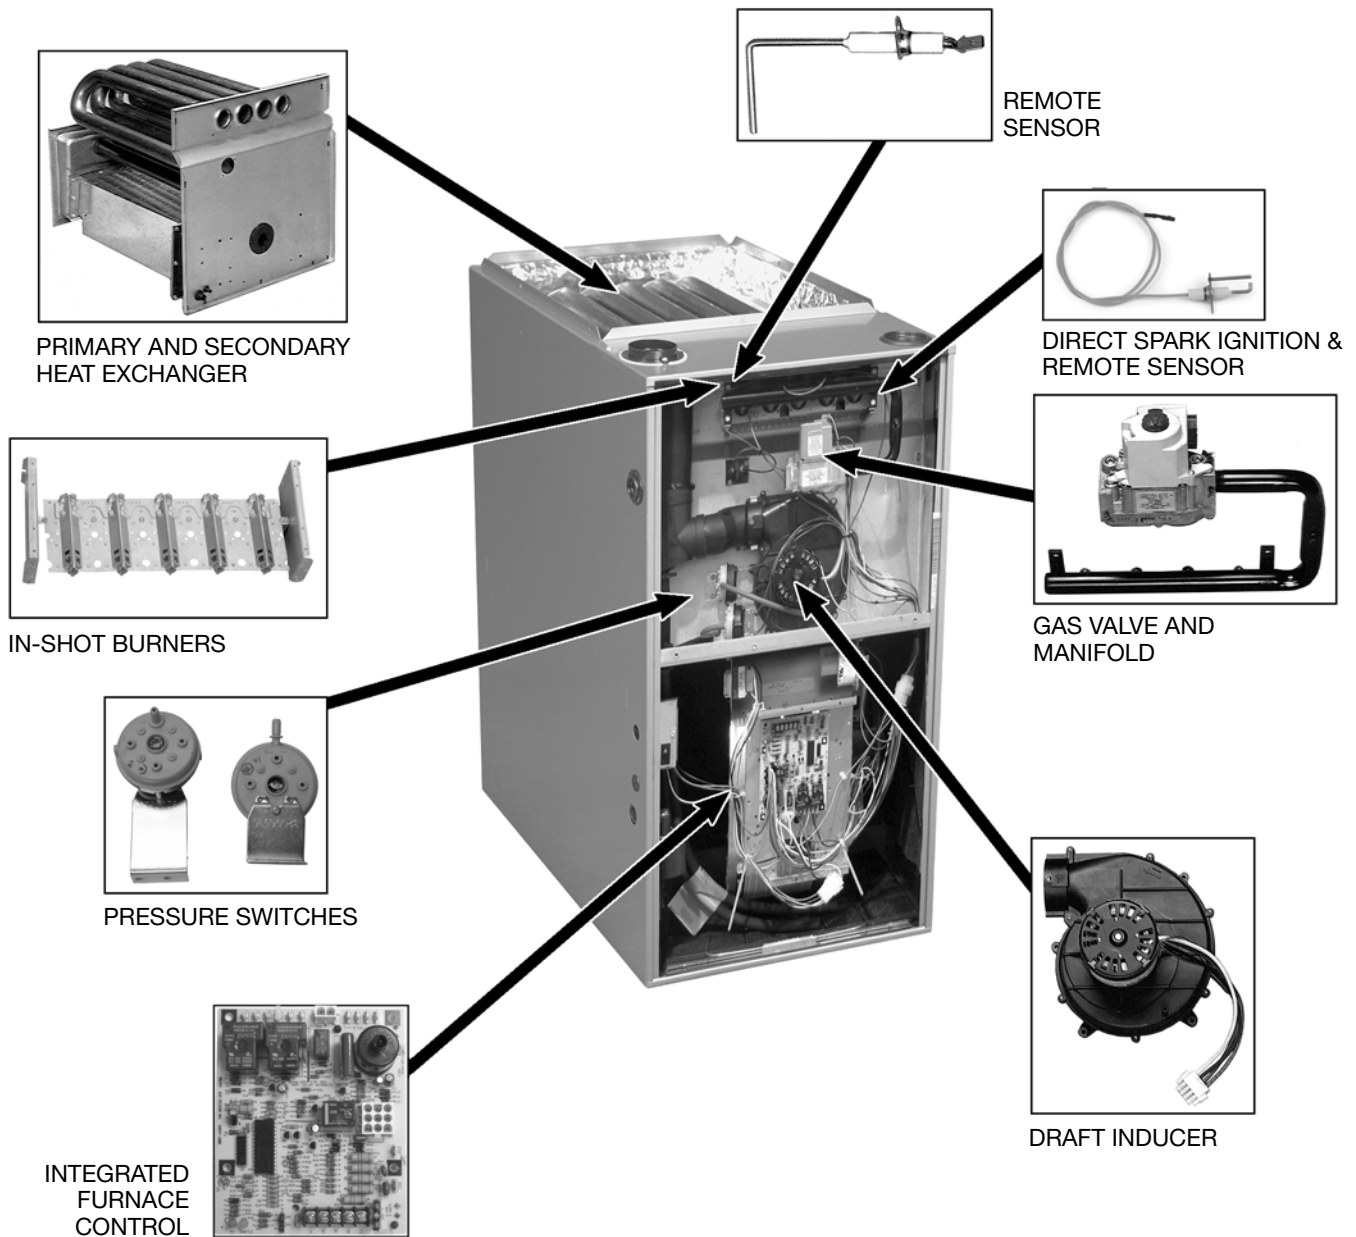 REMOTE
SENSOR
PRIMARY AND SECONDARY
HEAT EXCHANGER
DIRECT SPARK IGNITION &
REMOTE SENSOR
IN-SHOT BURNERS
GAS VALVE AND
MANIFOLD
PRESSURE SWITCHES
DRAFT INDUCER
INTEGRATED
FURNACE
CONTROL